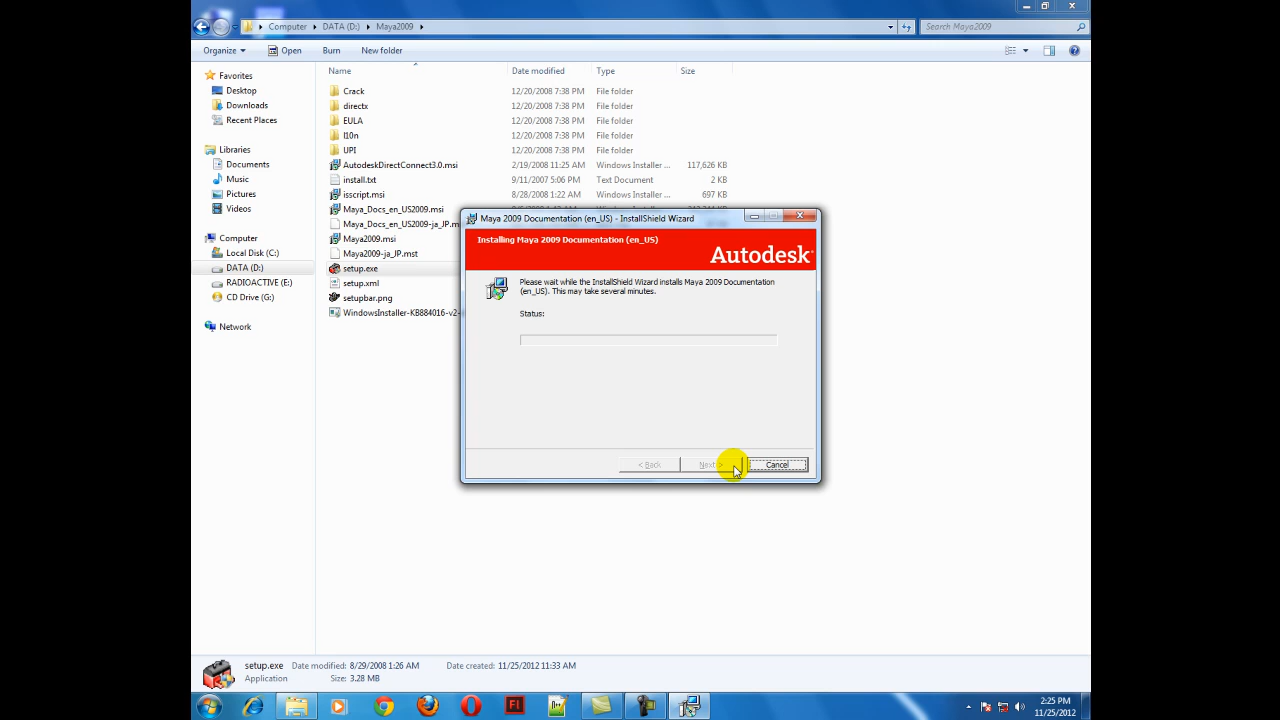 Computer DATA (D:) Maya2009 Search Maya2009
Organize Open Burn New folder
Name Date modified Type Size
Favorites
Desktop
Downloads
Recent Places
Libraries
Documents
Music
Pictures
Videos
Computer
Local Disk (C:)
DATA (D:)
RADIOACTIVE (E:)
CD Drive (G:)
Network
Crack 12/20/2008 7:38 PM File folder
directx 12/20/2008 7:38 PM File folder
EULA 12/20/2008 7:38 PM File folder
l10n 12/20/2008 7:38 PM File folder
UPI 12/20/2008 7:38 PM File folder
AutodeskDirectConnect3.0.msi 2/19/2008 11:25 AM Windows Installer ... 117,626 KB
install.txt 9/11/2007 5:06 PM Text Document 2 KB
isscript.msi 8/28/2008 1:22 AM Windows Installer ... 697 KB
Maya_Docs_en_US2009.msi
Maya_Docs_en_US2009-ja_JP.m
Maya2009.msi
Maya2009-ja_JP.mst
setup.exe
setup.xml
setupbar.png
WindowsInstaller-KB884016-v2-
Maya 2009 Documentation (en_US) - InstallShield Wizard
Installing Maya 2009 Documentation (en_US)
Autodesk
Please wait while the InstallShield Wizard installs Maya 2009 Documentation
(en_US). This may take several minutes.
Status:
< Back Next > Cancel
setup.exe Date modified: 8/29/2008 1:26 AM Date created: 11/25/2012 11:33 AM
Application Size: 3.28 MB
Fl
2:25 PM
11/25/2012